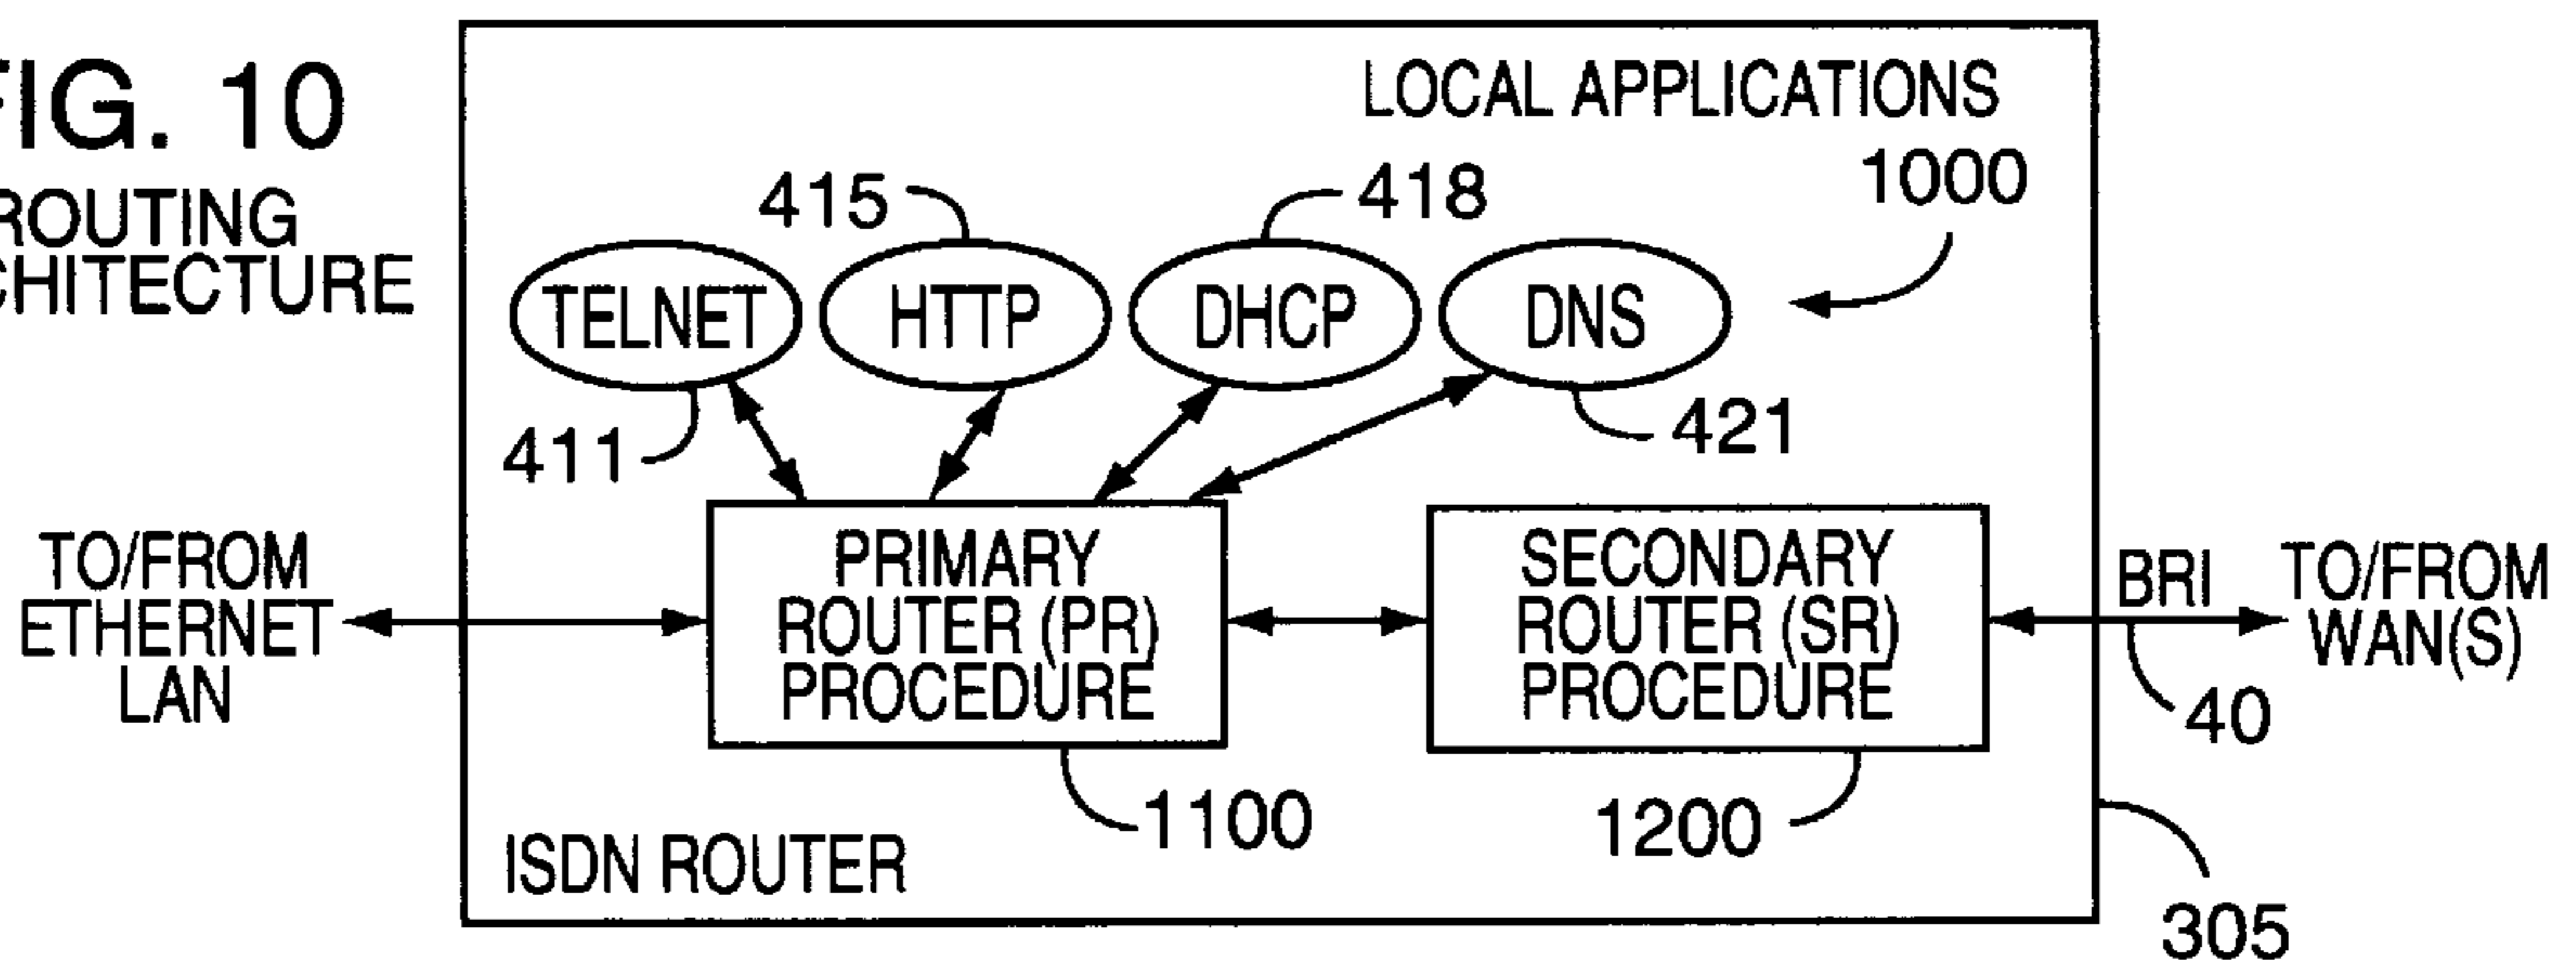 FIG. 10
ROUTING
CHITECTURE
LOCAL APPLICATIONS
1000
415
418
TELNET
HTTP
DHCP
DNS
411
421
TO/FROM
ETHERNET
LAN
PRIMARY
ROUTER (PR)
PROCEDURE
SECONDARY
ROUTER (SR)
PROCEDURE
BRI
TO/FROM
WAN(S)
40
1100
1200
ISDN ROUTER
305